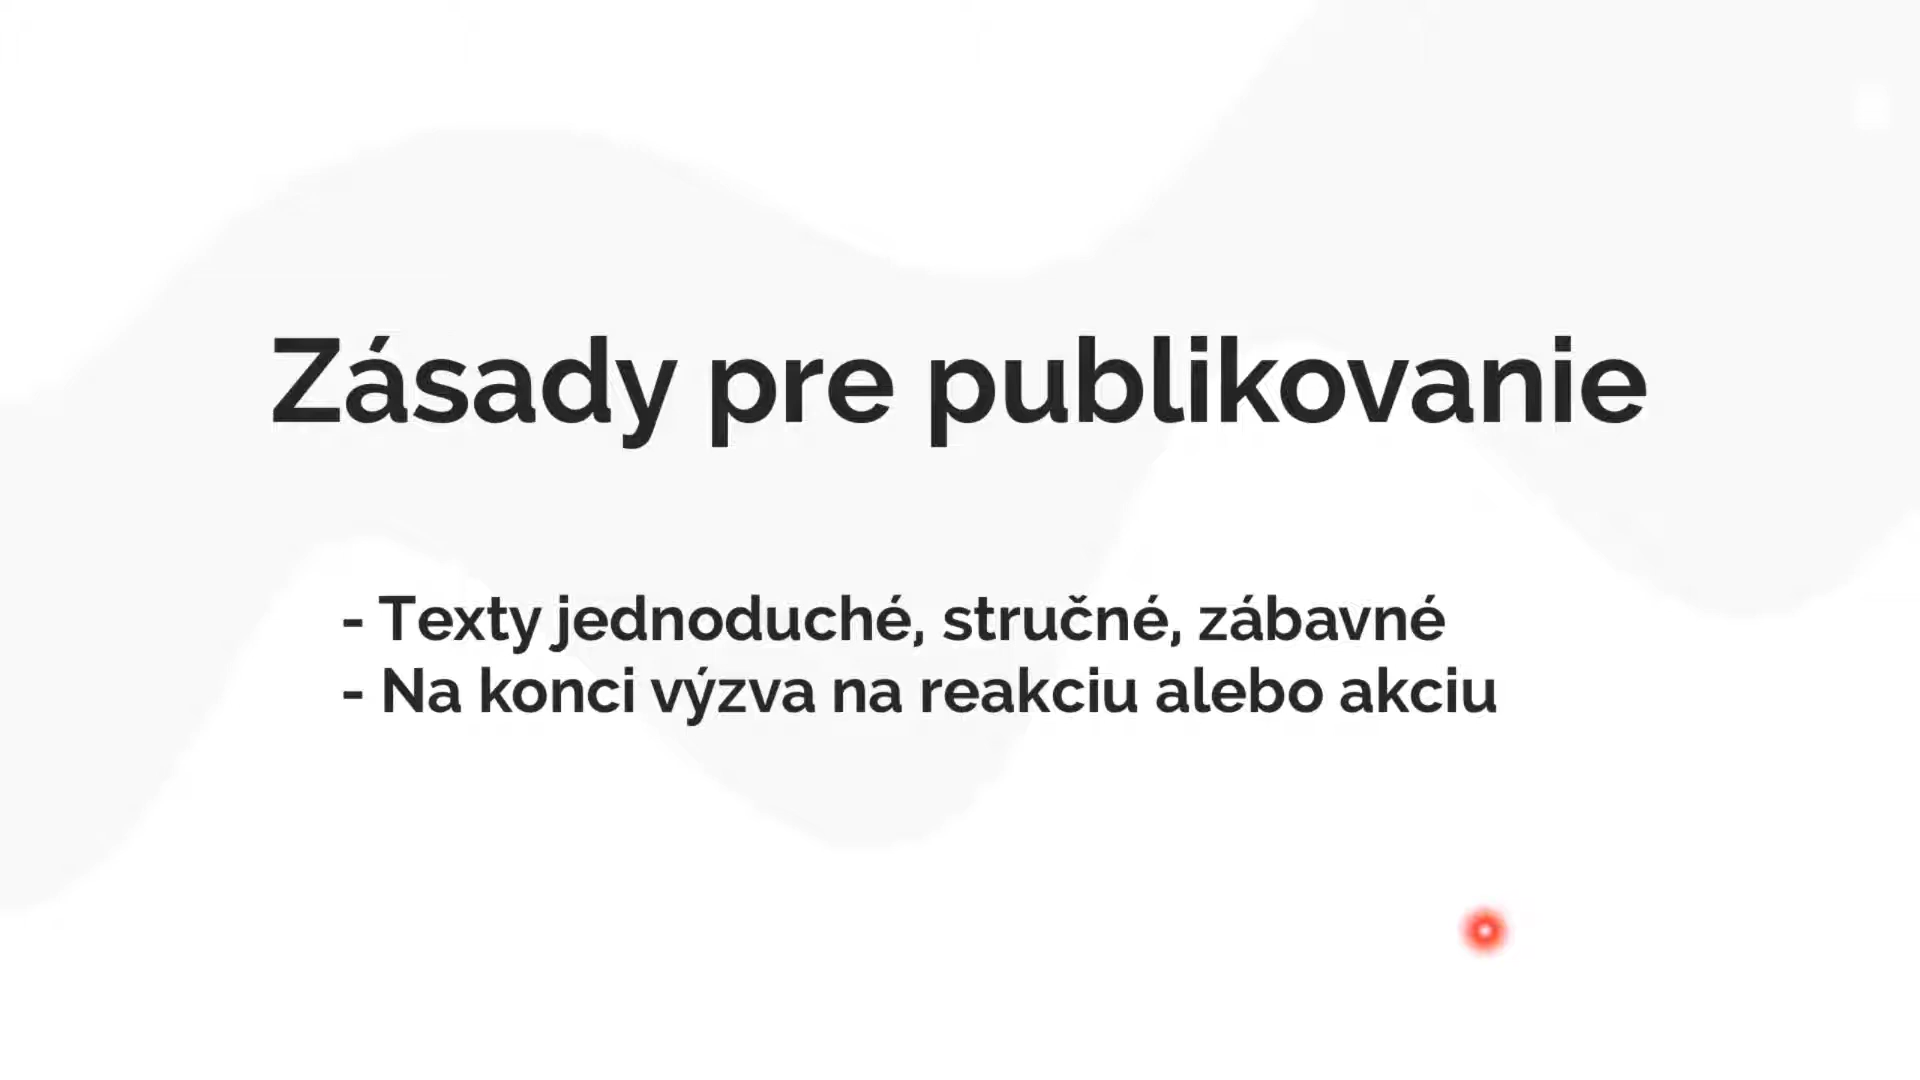 Zásady pre publikovanie
- Texty jednoduché, stručné, zábavné
- Na konci výzva na reakciu alebo akciu